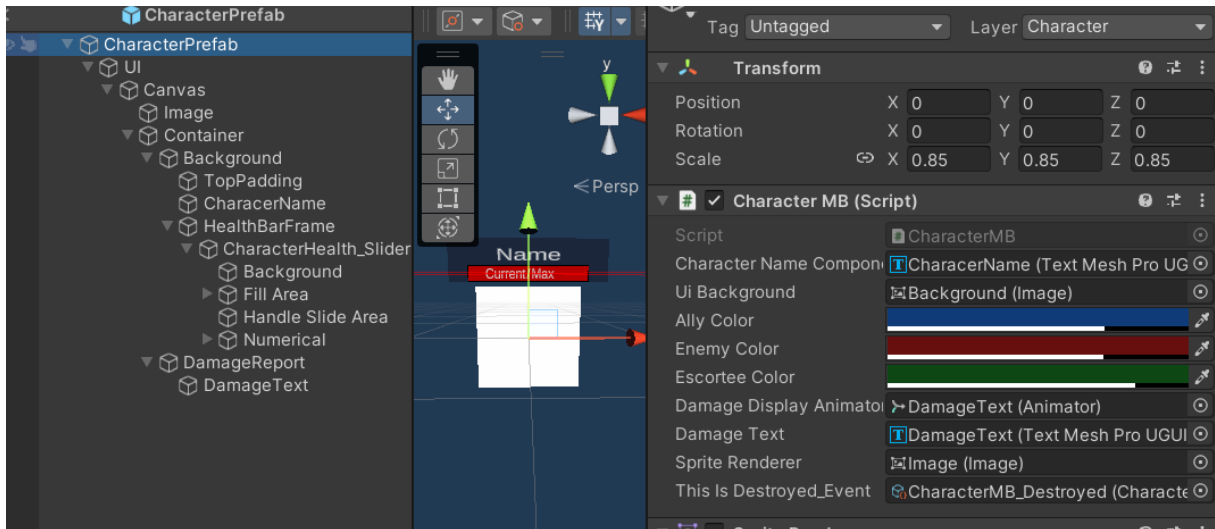 CharacterPrefab
CharacterPrefab
UI
Canvas
Image
Container
Background
TopPadding
CharacerName
HealthBarFrame
CharacterHealth_Slider
Background
Fill Area
Handle Slide Area
Numerical
DamageReport
DamageText
y
Persp
Name
Current/Max
Tag Untagged Layer Character
Transform
Position X 0 Y 0 Z 0
Rotation X 0 Y 0 Z 0
Scale X 0.85 Y 0.85 Z 0.85
# Character MB (Script)
Script CharacterMB
Character Name Compon CharacerName (Text Mesh Pro UG
Ui Background Background (Image)
Ally Color
Enemy Color
Escortee Color
Damage Display Animato DamageText (Animator)
Damage Text DamageText (Text Mesh Pro UGUI
Sprite Renderer Image (Image)
This Is Destroyed_Event CharacterMB_Destroyed (Characte